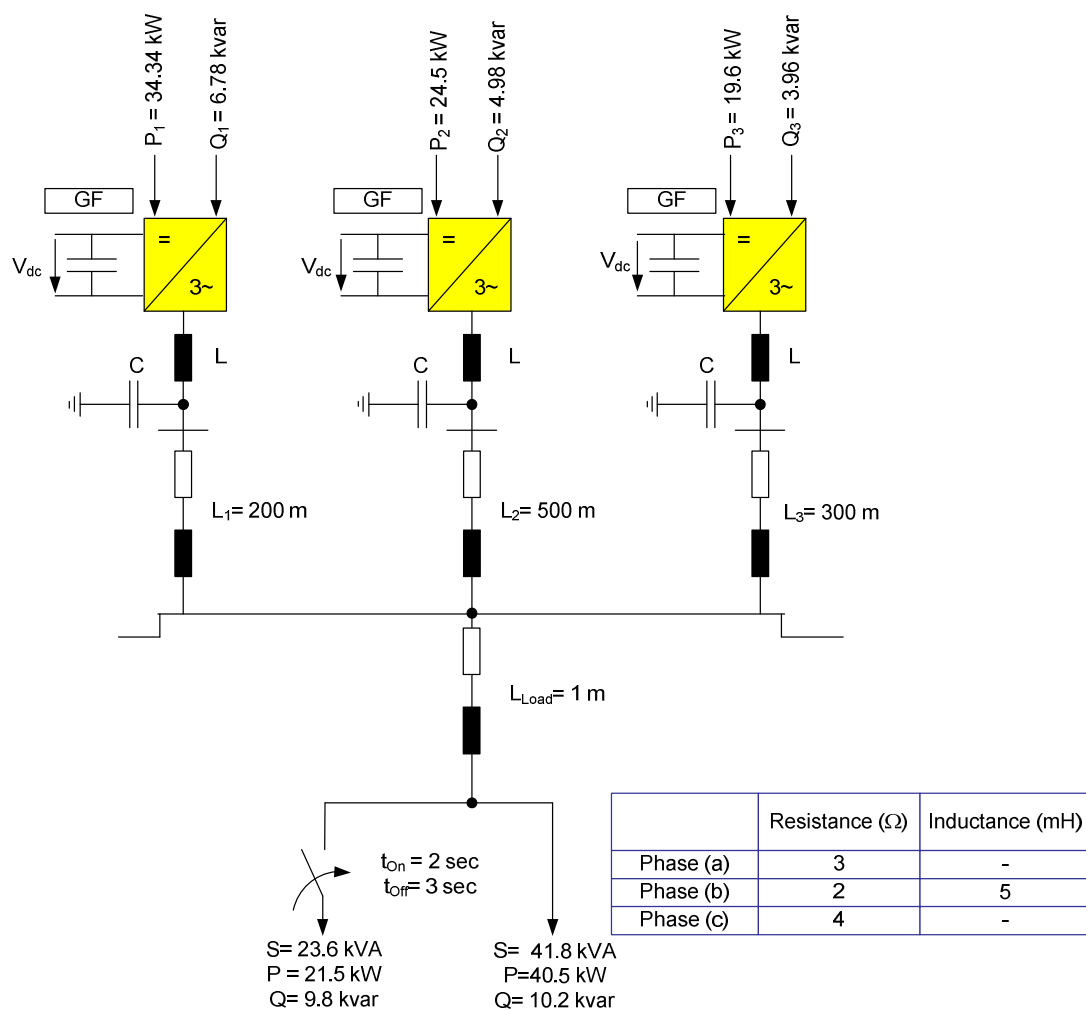 P1 = 34.34 kW
Q1 = 6.78 kvar
P2 = 24.5 kW
Q2 = 4.98 kvar
P3 = 19.6 kW
Q3 = 3.96 kvar
GF
GF
GF
Vdc
=
3~
Vdc
=
3~
Vdc
=
3~
L
L
L
C
C
C
L1= 200 m
L2= 500 m
L3= 300 m
LLoad= 1 m
tOn = 2 sec
tOff= 3 sec
S= 23.6 kVA
P = 21.5 kW
Q= 9.8 kvar
S= 41.8 kVA
P=40.5 kW
Q= 10.2 kvar
Resistance (Ω) Inductance (mH)
Phase (a) 3 -
Phase (b) 2 5
Phase (c) 4 -